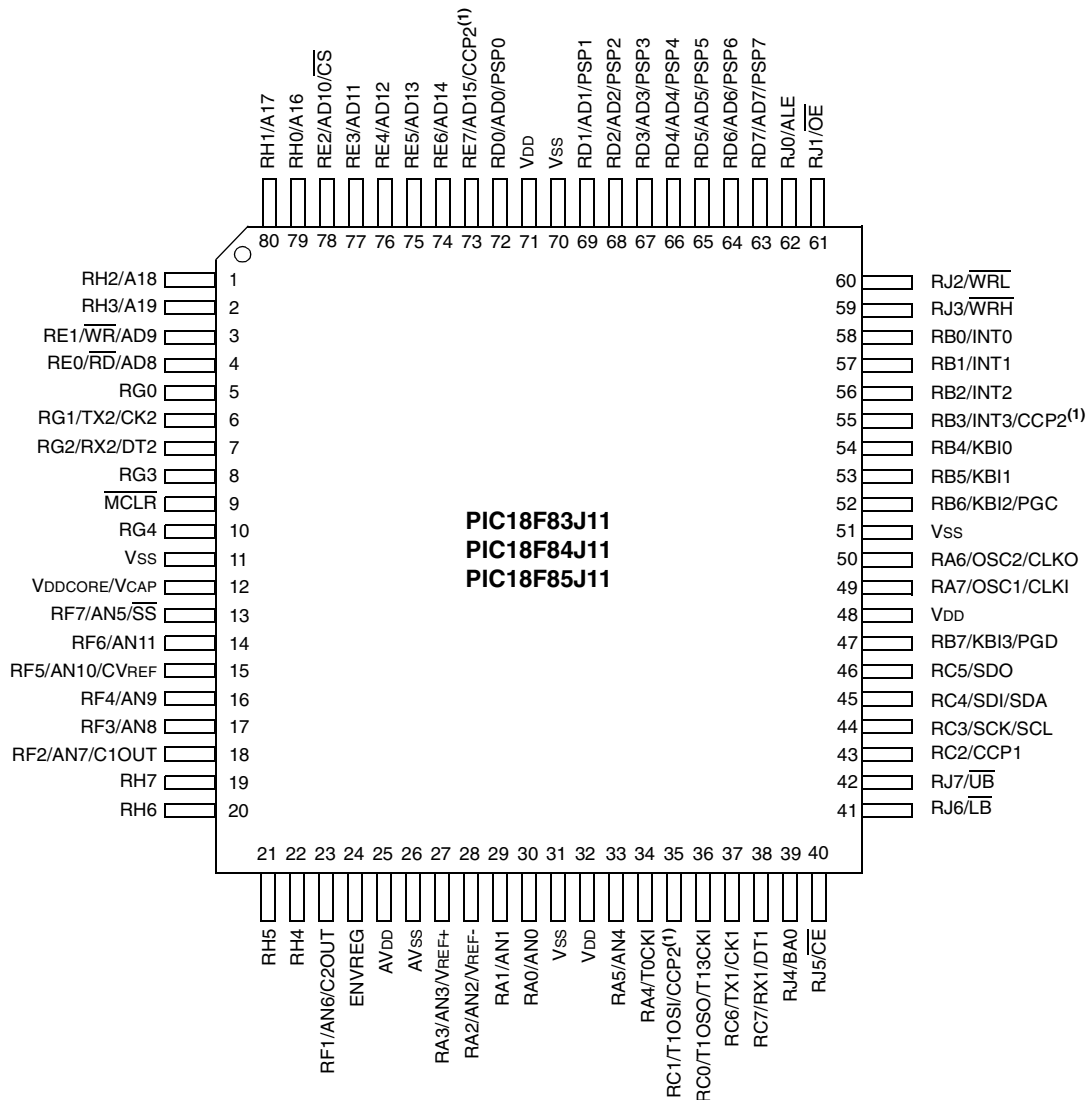 RH1/A17
RH0/A16
RE2/AD10/C̅S̅
RE3/AD11
RE4/AD12
RE5/AD13
RE6/AD14
RE7/AD15/CCP2(1)
RD0/AD0/PSP0
VDD
VSS
RD1/AD1/PSP1
RD2/AD2/PSP2
RD3/AD3/PSP3
RD4/AD4/PSP4
RD5/AD5/PSP5
RD6/AD6/PSP6
RD7/AD7/PSP7
RJ0/ALE
RJ1/O̅E̅
80 79 78 77 76 75 74 73 72 71 70 69 68 67 66 65 64 63 62 61
RH2/A18 1
RH3/A19 2
RE1/W̅R̅/AD9 3
RE0/R̅D̅/AD8 4
RG0 5
RG1/TX2/CK2 6
RG2/RX2/DT2 7
RG3 8
M̅C̅L̅R̅ 9
RG4 10
VSS 11
VDDCORE/VCAP 12
RF7/AN5/S̅S̅ 13
RF6/AN11 14
RF5/AN10/CVREF 15
RF4/AN9 16
RF3/AN8 17
RF2/AN7/C1OUT 18
RH7 19
RH6 20
PIC18F83J11
PIC18F84J11
PIC18F85J11
60 RJ2/W̅R̅L̅
59 RJ3/W̅R̅H̅
58 RB0/INT0
57 RB1/INT1
56 RB2/INT2
55 RB3/INT3/CCP2(1)
54 RB4/KBI0
53 RB5/KBI1
52 RB6/KBI2/PGC
51 VSS
50 RA6/OSC2/CLKO
49 RA7/OSC1/CLKI
48 VDD
47 RB7/KBI3/PGD
46 RC5/SDO
45 RC4/SDI/SDA
44 RC3/SCK/SCL
43 RC2/CCP1
42 RJ7/U̅B̅
41 RJ6/L̅B̅
21 22 23 24 25 26 27 28 29 30 31 32 33 34 35 36 37 38 39 40
RH5
RH4
RF1/AN6/C2OUT
ENVREG
AVDD
AVSS
RA3/AN3/VREF+
RA2/AN2/VREF-
RA1/AN1
RA0/AN0
VSS
VDD
RA5/AN4
RA4/T0CKI
RC1/T1OSI/CCP2(1)
RC0/T1OSO/T13CKI
RC6/TX1/CK1
RC7/RX1/DT1
RJ4/BA0
RJ5/C̅E̅